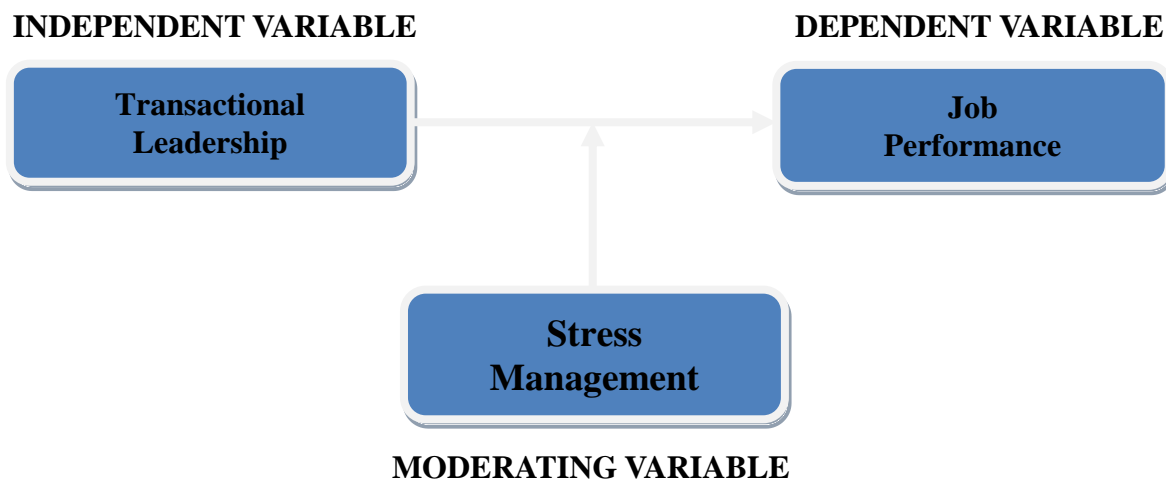 INDEPENDENT VARIABLE
DEPENDENT VARIABLE
Transactional
Leadership
Job
Performance
Stress
Management
MODERATING VARIABLE